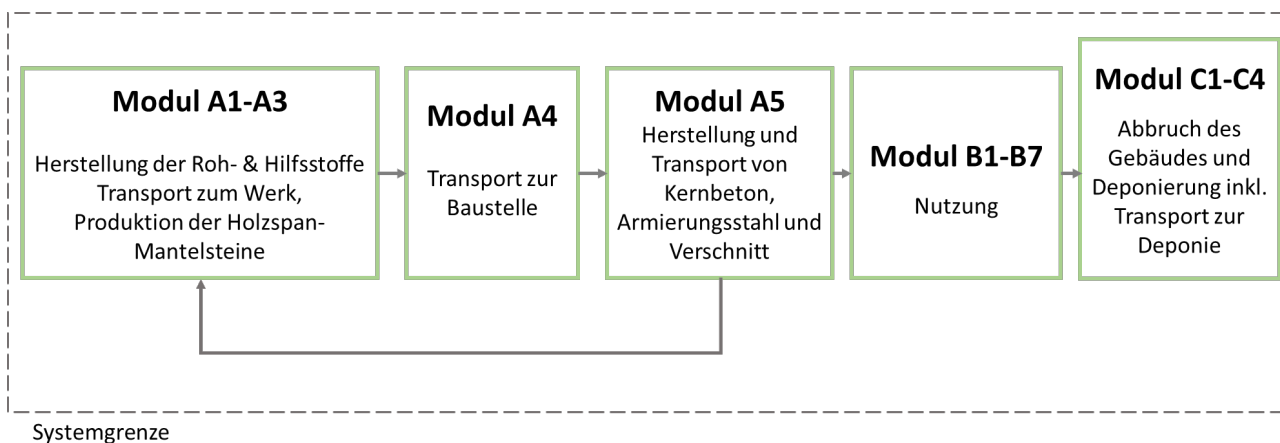 Modul A1-A3
Herstellung der Roh- & Hilfsstoffe
Transport zum Werk,
Produktion der Holzspan-
Mantelsteine
Modul A4
Transport zur
Baustelle
Modul A5
Herstellung und
Transport von
Kernbeton,
Armierungsstahl und
Verschnitt
Modul B1-B7
Nutzung
Modul C1-C4
Abbruch des
Gebäudes und
Deponierung inkl.
Transport zur
Deponie
Systemgrenze